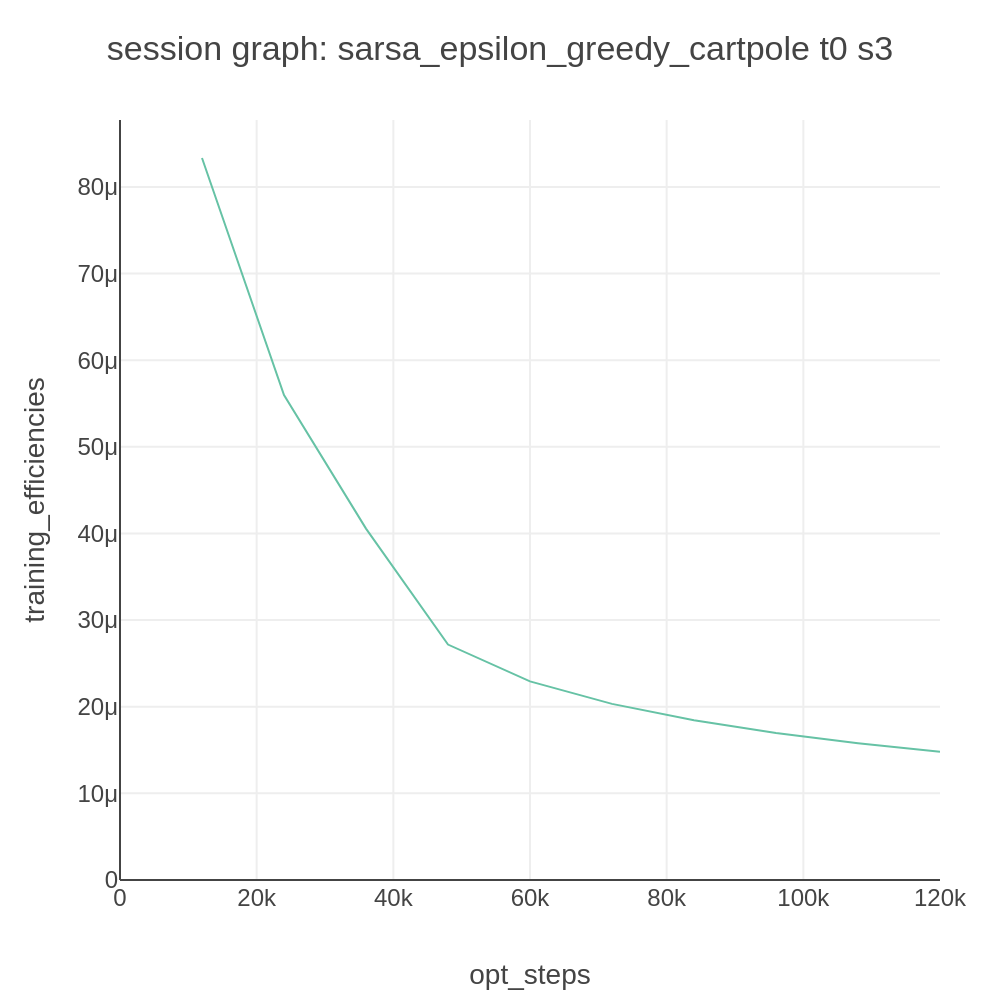 session graph: sarsa_epsilon_greedy_cartpole t0 s3
training_efficiencies
80μ
70μ
60μ
50μ
40μ
30μ
20μ
10μ
0
0 20k 40k 60k 80k 100k 120k
opt_steps